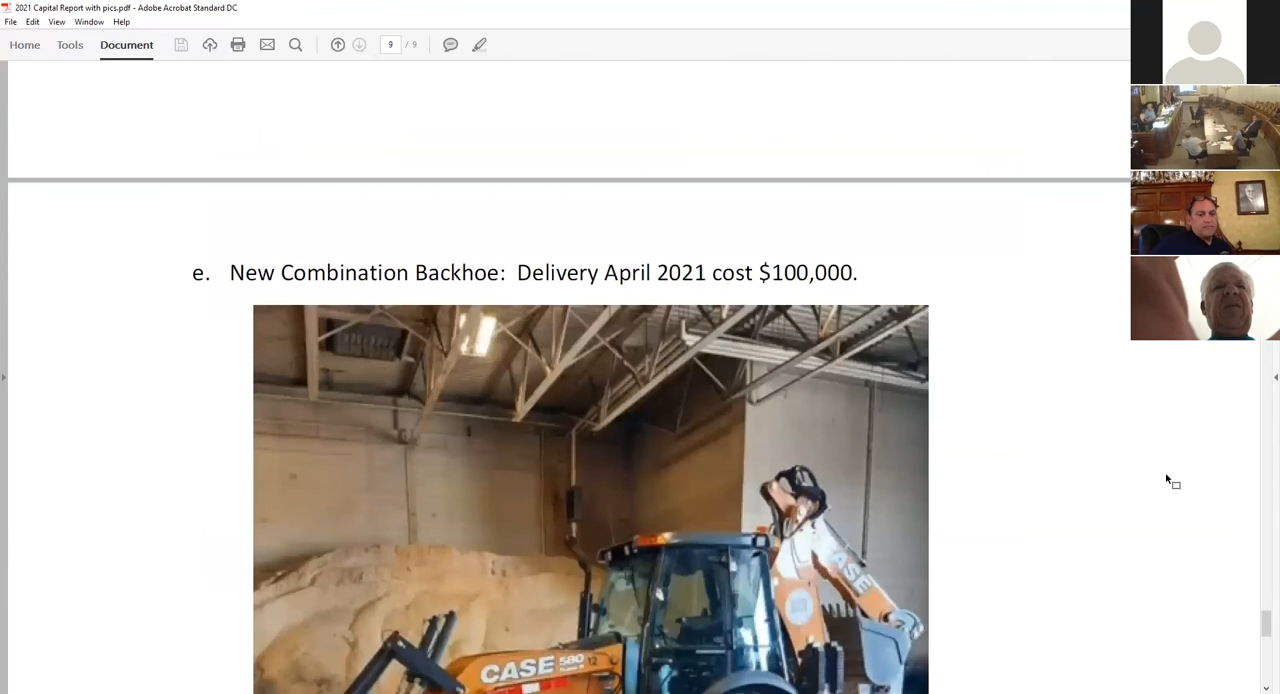 2021 Capital Report with pics.pdf - Adobe Acrobat Standard DC
File Edit View Window Help
Home Tools Document 9 / 9
e. New Combination Backhoe: Delivery April 2021 cost $100,000.
CASE
CASE 580